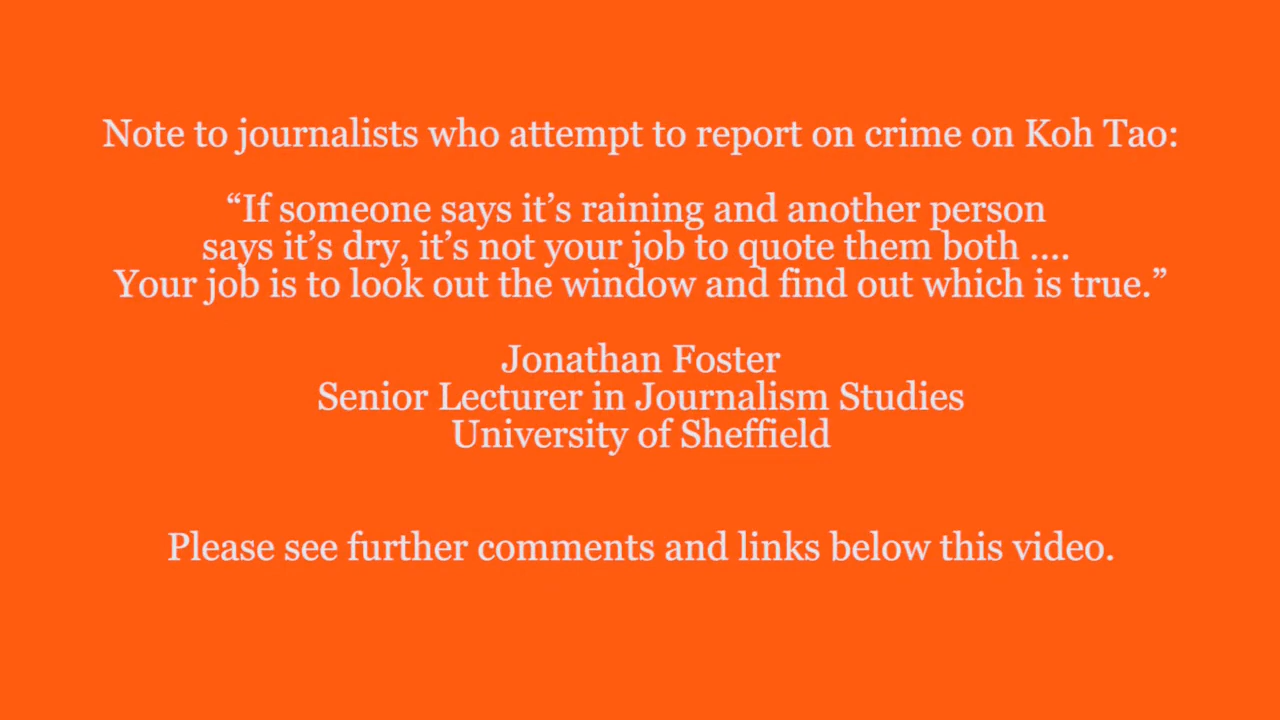 Note to journalists who attempt to report on crime on Koh Tao:
“If someone says it’s raining and another person
says it’s dry, it’s not your job to quote them both ....
Your job is to look out the window and find out which is true.”
Jonathan Foster
Senior Lecturer in Journalism Studies
University of Sheffield
Please see further comments and links below this video.